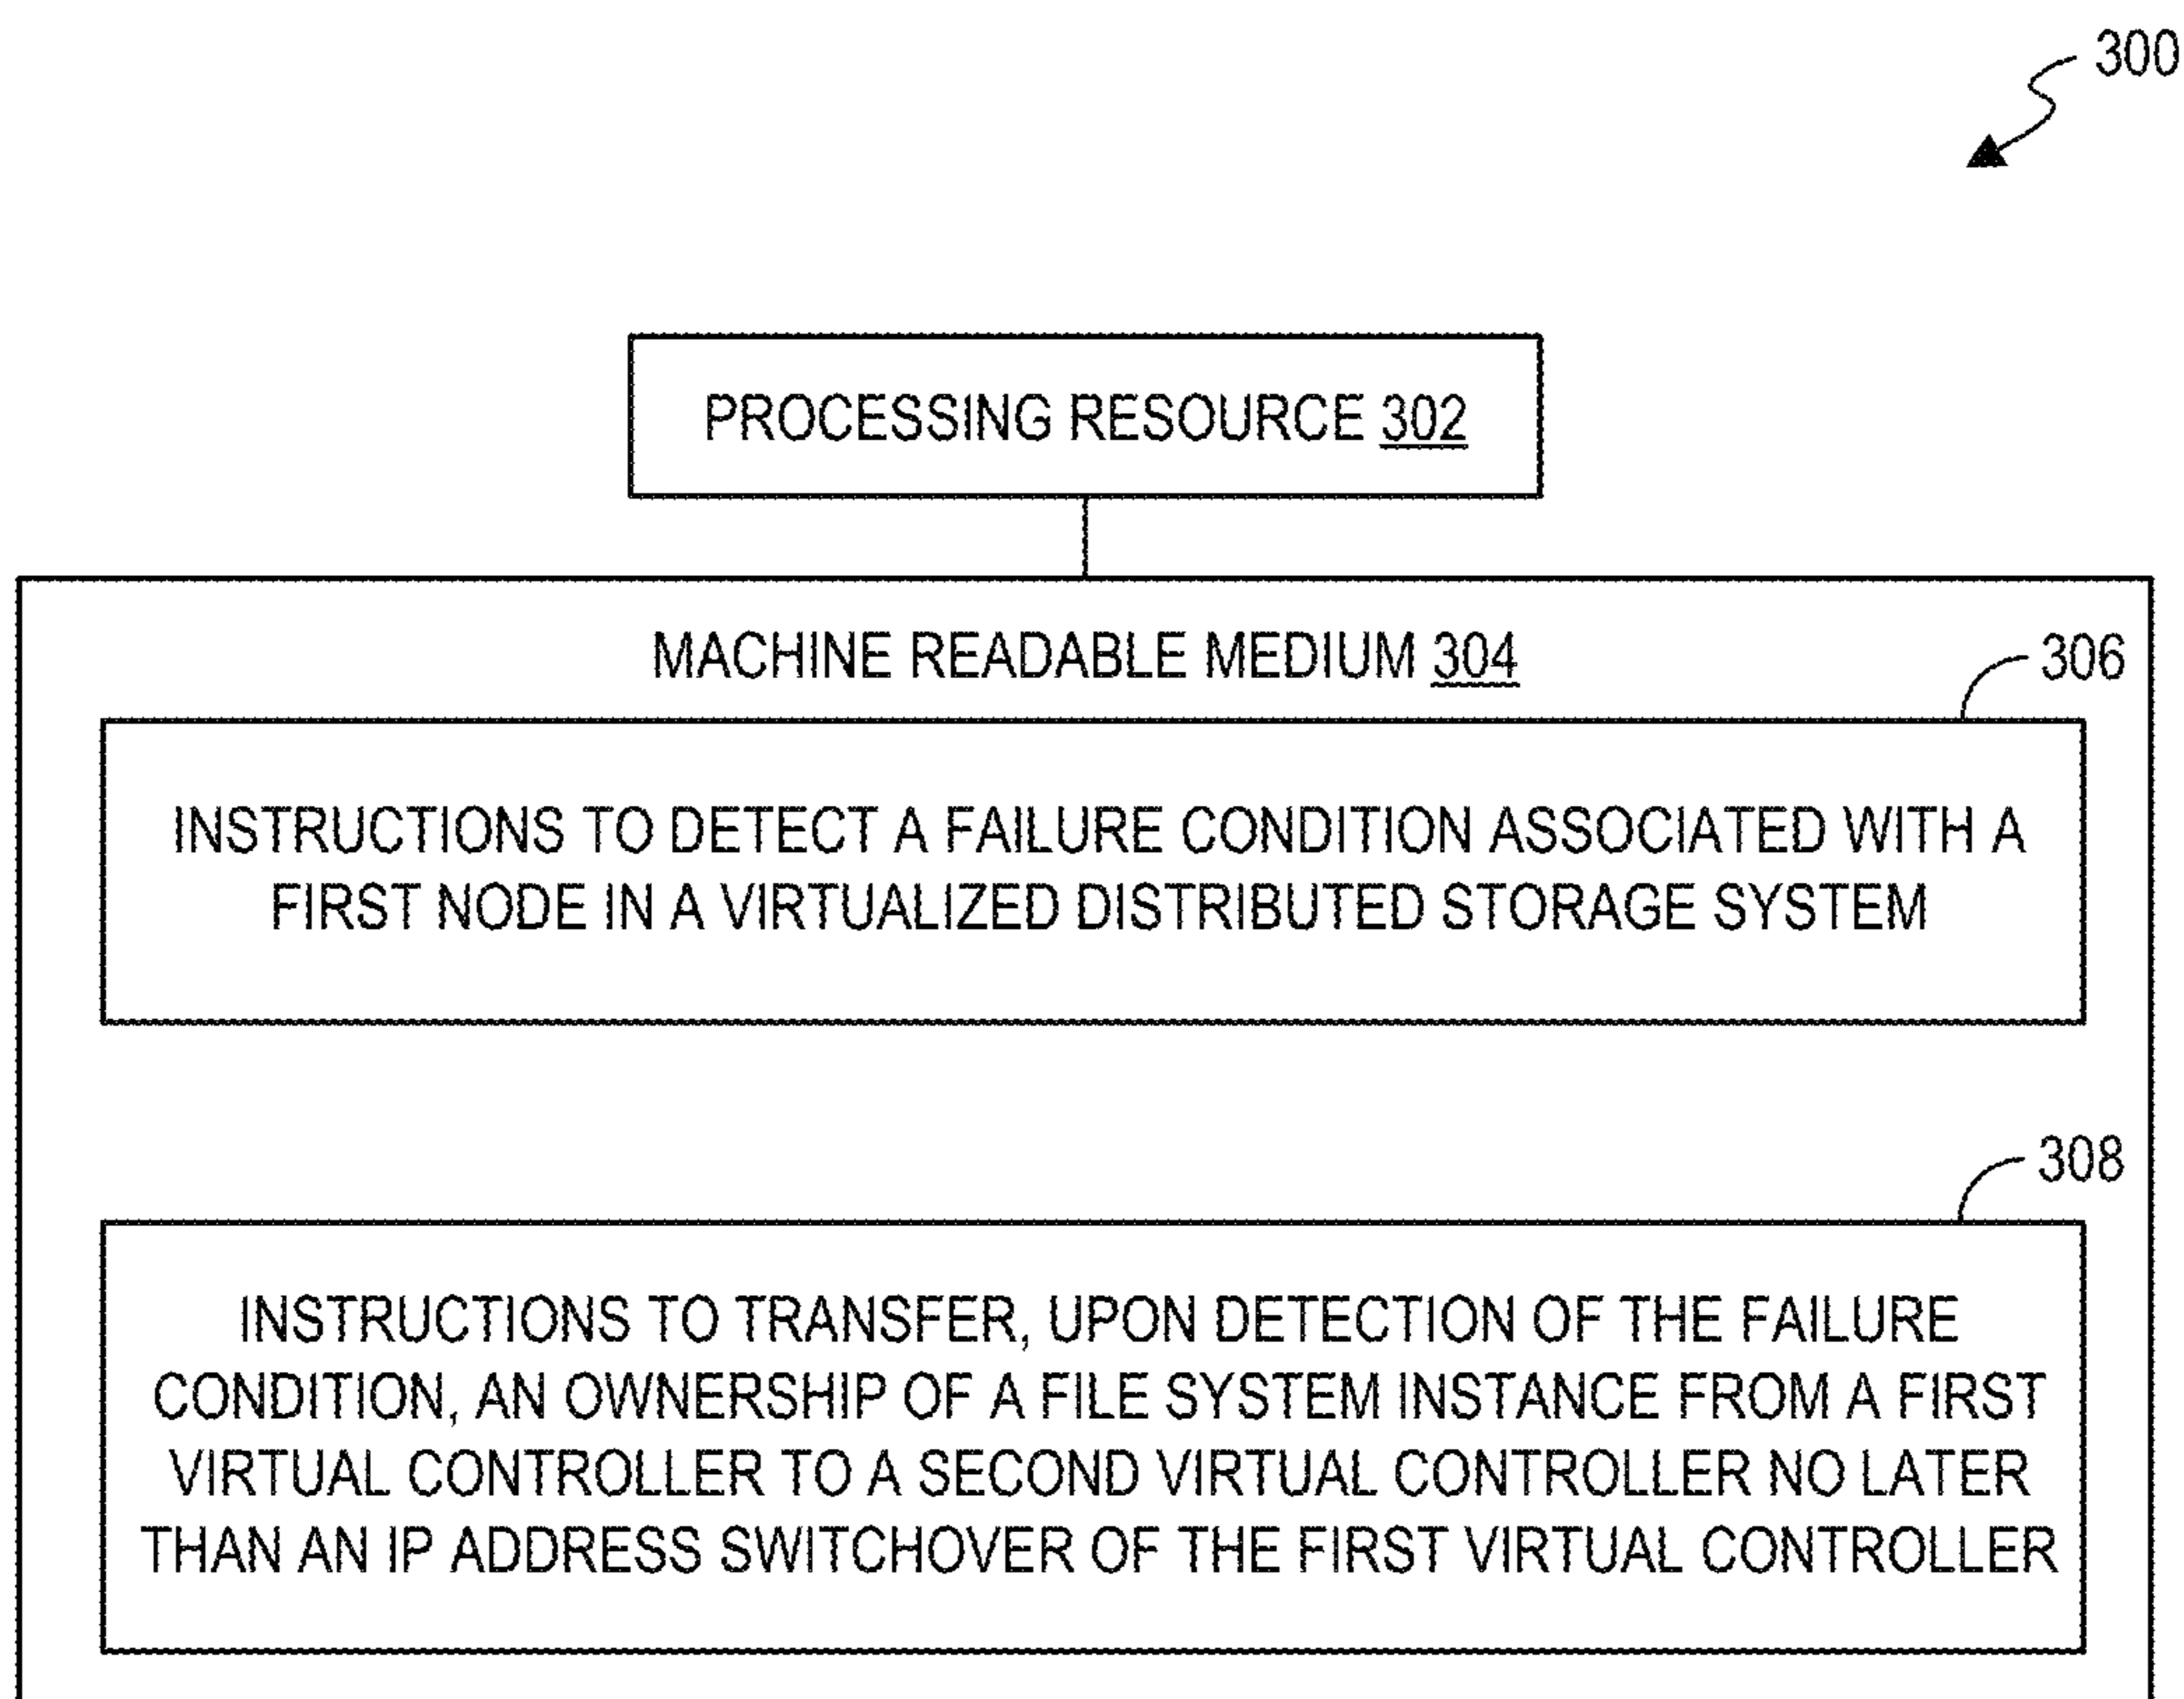 300
PROCESSING RESOURCE 302
MACHINE READABLE MEDIUM 304
306
INSTRUCTIONS TO DETECT A FAILURE CONDITION ASSOCIATED WITH A
FIRST NODE IN A VIRTUALIZED DISTRIBUTED STORAGE SYSTEM
308
INSTRUCTIONS TO TRANSFER, UPON DETECTION OF THE FAILURE
CONDITION, AN OWNERSHIP OF A FILE SYSTEM INSTANCE FROM A FIRST
VIRTUAL CONTROLLER TO A SECOND VIRTUAL CONTROLLER NO LATER
THAN AN IP ADDRESS SWITCHOVER OF THE FIRST VIRTUAL CONTROLLER